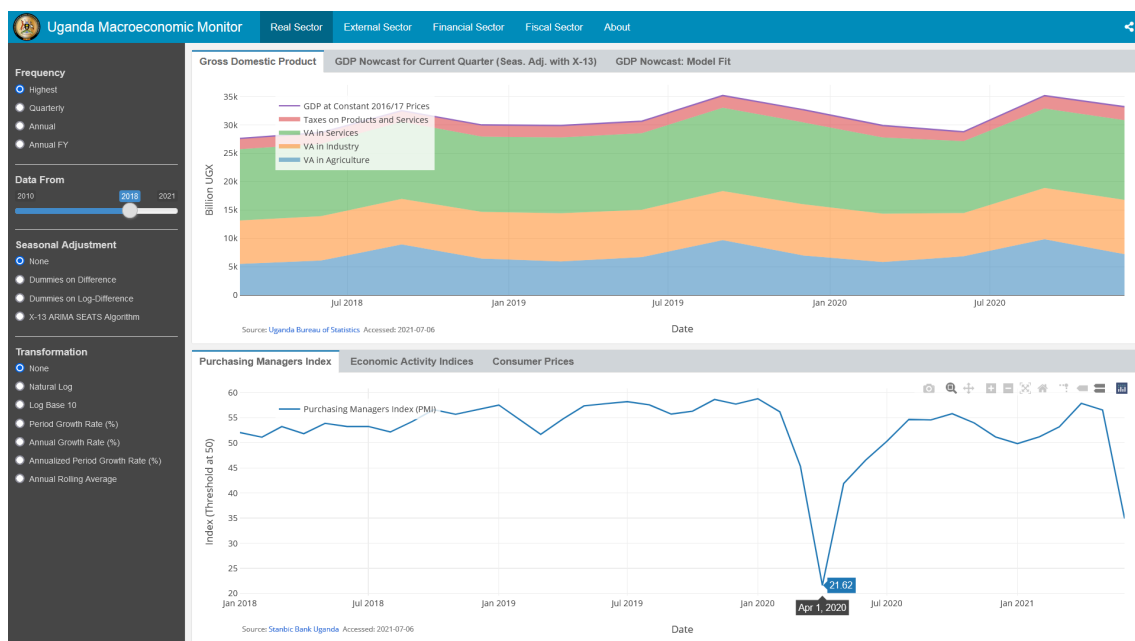 Uganda Macroeconomic Monitor
Real Sector
External Sector
Financial Sector
Fiscal Sector
About
Frequency
Highest
Quarterly
Annual
Annual FY
Data From
2010
2018
2021
Seasonal Adjustment
None
Dummies on Difference
Dummies on Log-Difference
X-13 ARIMA SEATS Algorithm
Transformation
None
Natural Log
Log Base 10
Period Growth Rate (%)
Annual Growth Rate (%)
Annualized Period Growth Rate (%)
Annual Rolling Average
Gross Domestic Product
GDP Nowcast for Current Quarter (Seas. Adj. with X-13)
GDP Nowcast: Model Fit
GDP at Constant 2016/17 Prices
Taxes on Products and Services
VA in Services
VA in Industry
VA in Agriculture
Billion UGX
35k
30k
25k
20k
15k
10k
5k
0
Jul 2018
Jan 2019
Jul 2019
Jan 2020
Jul 2020
Date
Source: Uganda Bureau of Statistics Accessed: 2021-07-06
Purchasing Managers Index
Economic Activity Indices
Consumer Prices
Purchasing Managers Index (PMI)
Index (Threshold at 50)
60
55
50
45
40
35
30
25
20
21.62
Apr 1, 2020
Jan 2018
Jul 2018
Jan 2019
Jul 2019
Jan 2020
Jul 2020
Jan 2021
Date
Source: Stanbic Bank Uganda Accessed: 2021-07-06